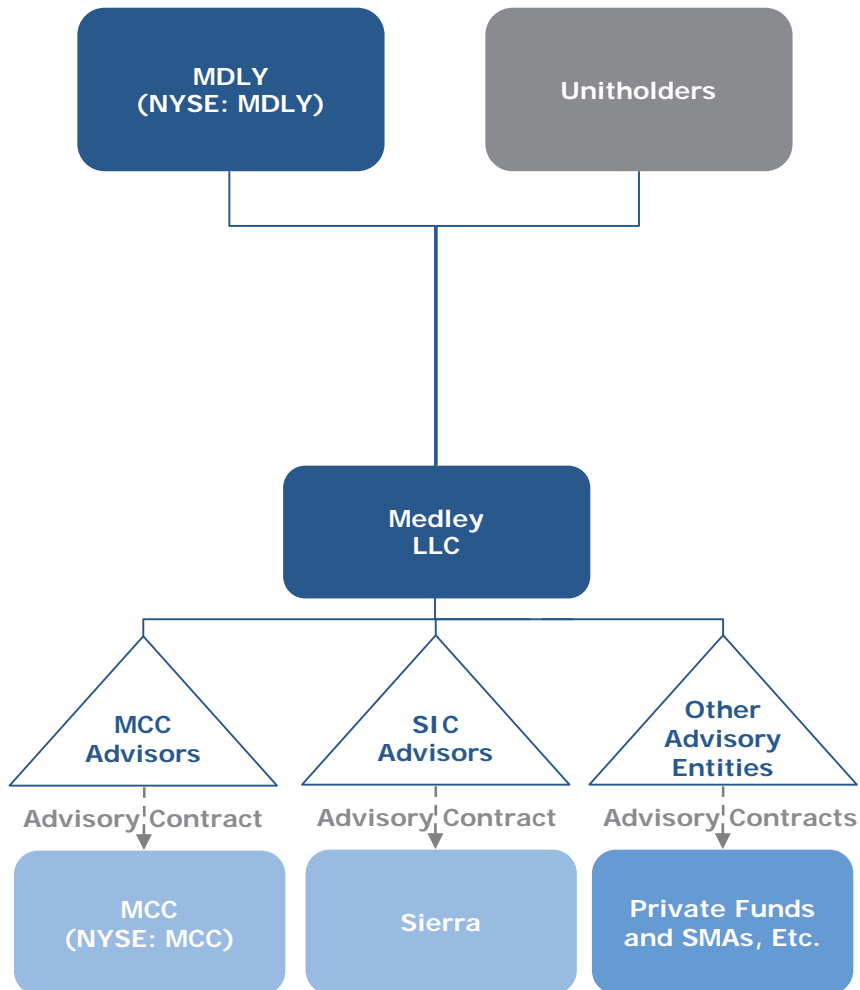 MDLY
(NYSE: MDLY)
Unitholders
Medley
LLC
MCC
Advisors
SIC
Advisors
Other
Advisory
Entities
Advisory Contract
Advisory Contract
Advisory Contracts
MCC
(NYSE: MCC)
Sierra
Private Funds
and SMAs, Etc.